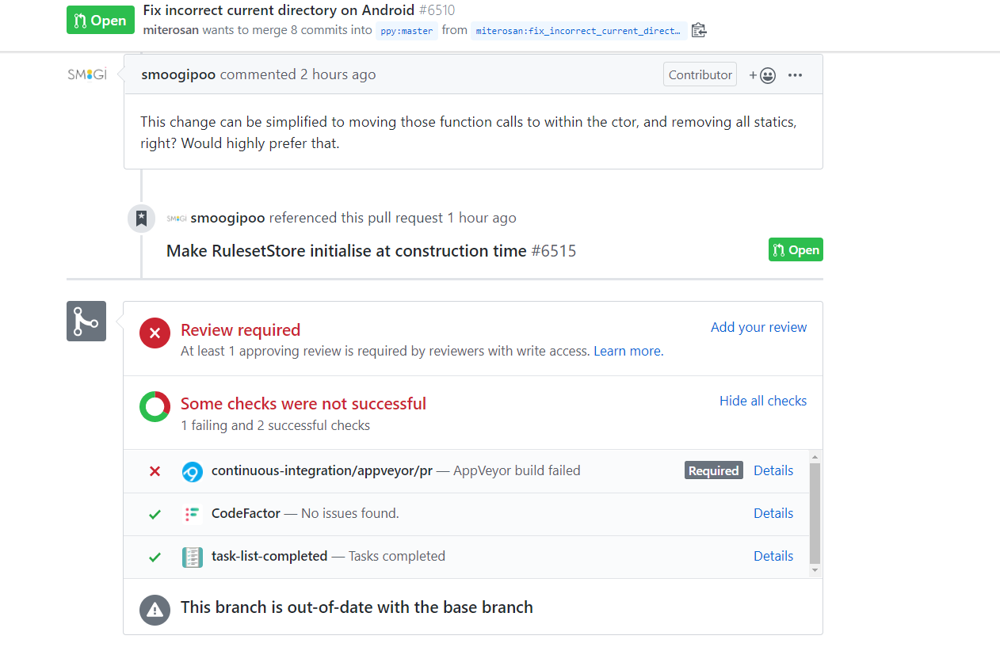 Open
Fix incorrect current directory on Android #6510
miterosan wants to merge 8 commits into ppy:master from miterosan:fix_incorrect_current_direct…
SMOGI
smoogipoo commented 2 hours ago
Contributor
This change can be simplified to moving those function calls to within the ctor, and removing all statics,
right? Would highly prefer that.
SMOGI smoogipoo referenced this pull request 1 hour ago
Make RulesetStore initialise at construction time #6515
Open
Review required
Add your review
At least 1 approving review is required by reviewers with write access. Learn more.
Some checks were not successful
Hide all checks
1 failing and 2 successful checks
continuous-integration/appveyor/pr — AppVeyor build failed Required Details
CodeFactor — No issues found. Details
task-list-completed — Tasks completed Details
This branch is out-of-date with the base branch